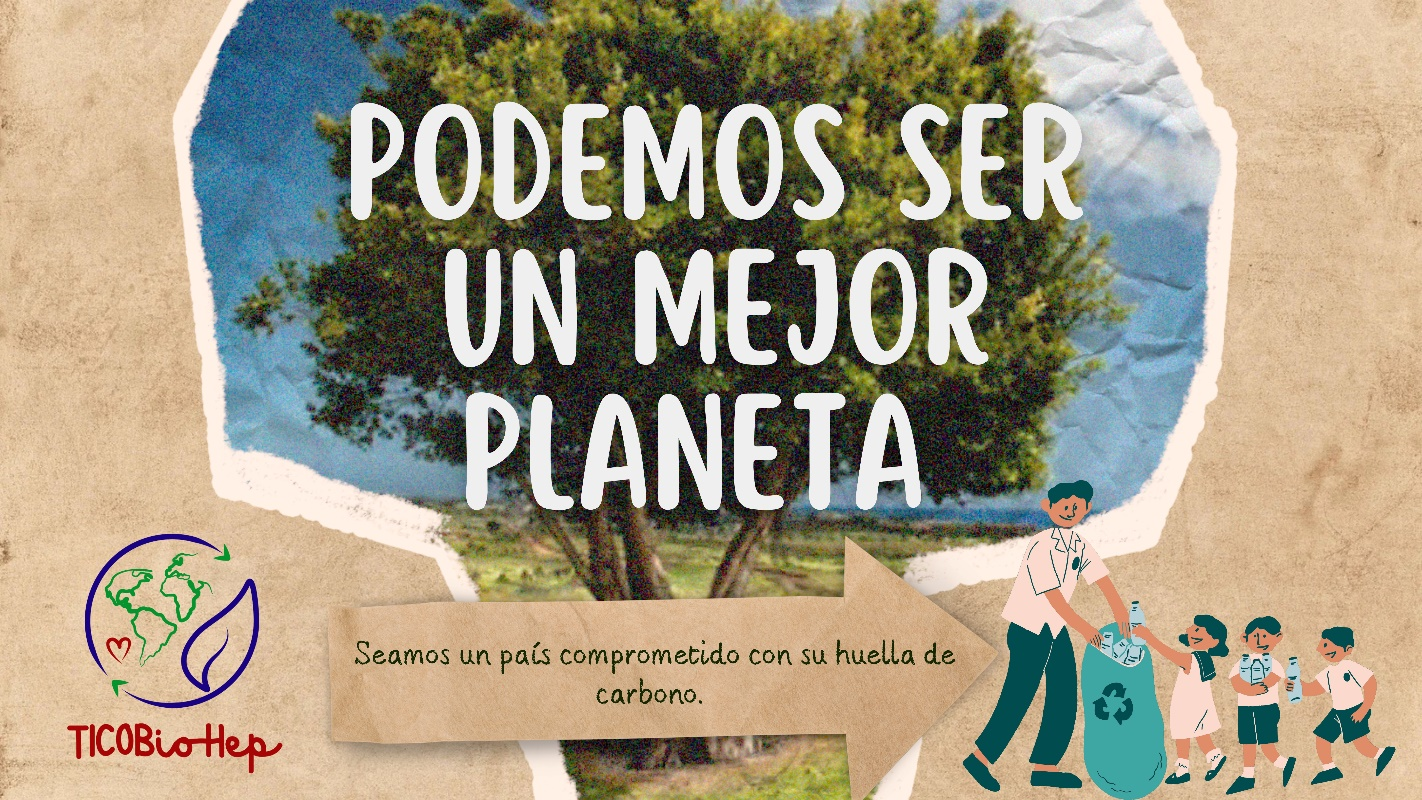 PODEMOS SER
UN MEJOR
PLANETA
Seamos un país comprometido con su huella de
carbono.
TICOBioHep